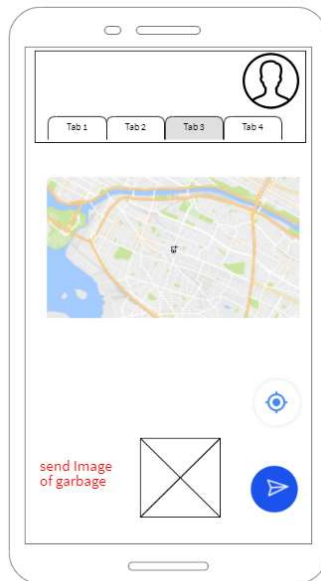 Tab 1
Tab 2
Tab 3
Tab 4
send Image
of garbage